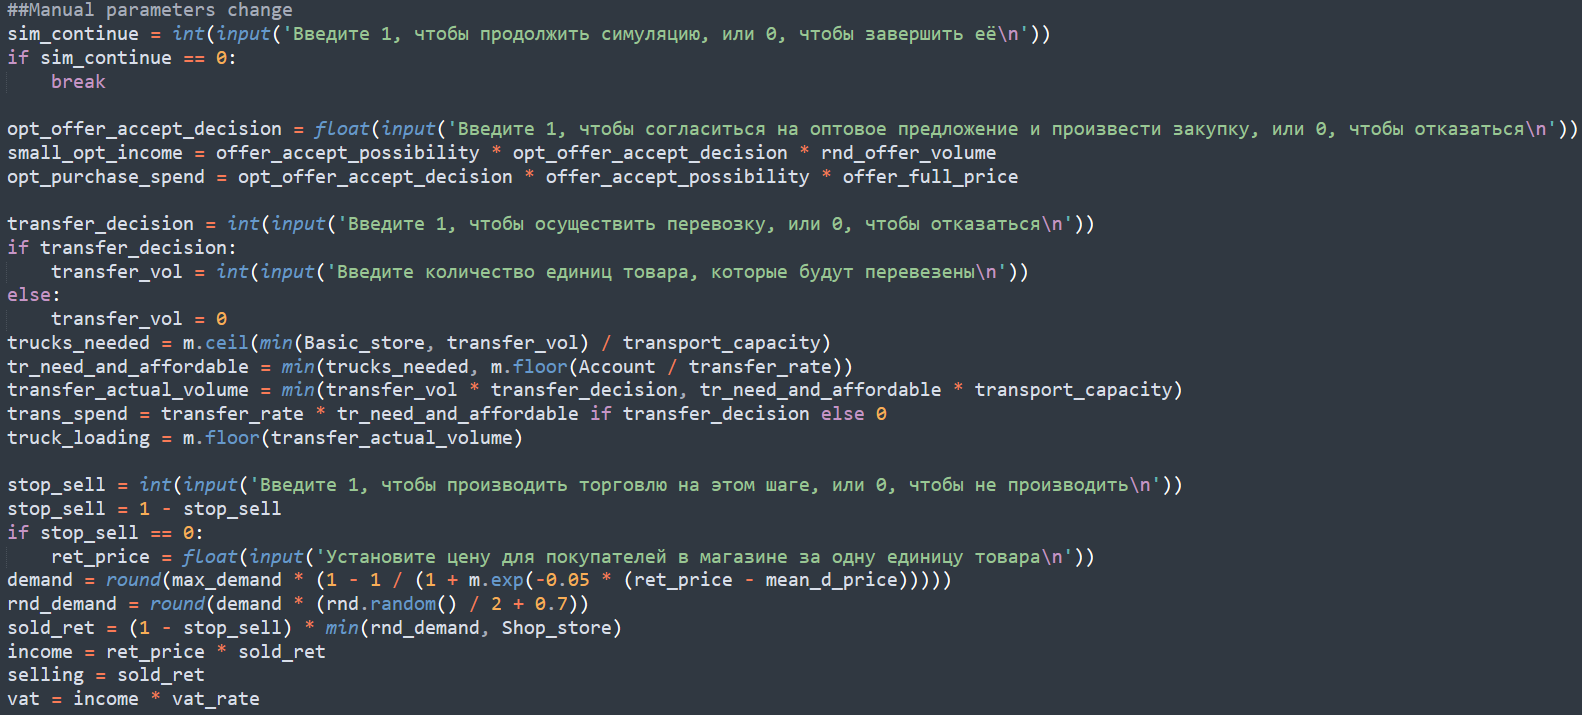 ##Manual parameters change
sim_continue = int(input('Введите 1, чтобы продолжить симуляцию, или 0, чтобы завершить её\n'))
if sim_continue == 0:
    break

opt_offer_accept_decision = float(input('Введите 1, чтобы согласиться на оптовое предложение и произвести закупку, или 0, чтобы отказаться\n'))
small_opt_income = offer_accept_possibility * opt_offer_accept_decision * rnd_offer_volume
opt_purchase_spend = opt_offer_accept_decision * offer_accept_possibility * offer_full_price

transfer_decision = int(input('Введите 1, чтобы осуществить перевозку, или 0, чтобы отказаться\n'))
if transfer_decision:
    transfer_vol = int(input('Введите количество единиц товара, которые будут перевезены\n'))
else:
    transfer_vol = 0
trucks_needed = m.ceil(min(Basic_store, transfer_vol) / transport_capacity)
tr_need_and_affordable = min(trucks_needed, m.floor(Account / transfer_rate))
transfer_actual_volume = min(transfer_vol * transfer_decision, tr_need_and_affordable * transport_capacity)
trans_spend = transfer_rate * tr_need_and_affordable if transfer_decision else 0
truck_loading = m.floor(transfer_actual_volume)

stop_sell = int(input('Введите 1, чтобы производить торговлю на этом шаге, или 0, чтобы не производить\n'))
stop_sell = 1 - stop_sell
if stop_sell == 0:
    ret_price = float(input('Установите цену для покупателей в магазине за одну единицу товара\n'))
demand = round(max_demand * (1 - 1 / (1 + m.exp(-0.05 * (ret_price - mean_d_price)))))
rnd_demand = round(demand * (rnd.random() / 2 + 0.7))
sold_ret = (1 - stop_sell) * min(rnd_demand, Shop_store)
income = ret_price * sold_ret
selling = sold_ret
vat = income * vat_rate